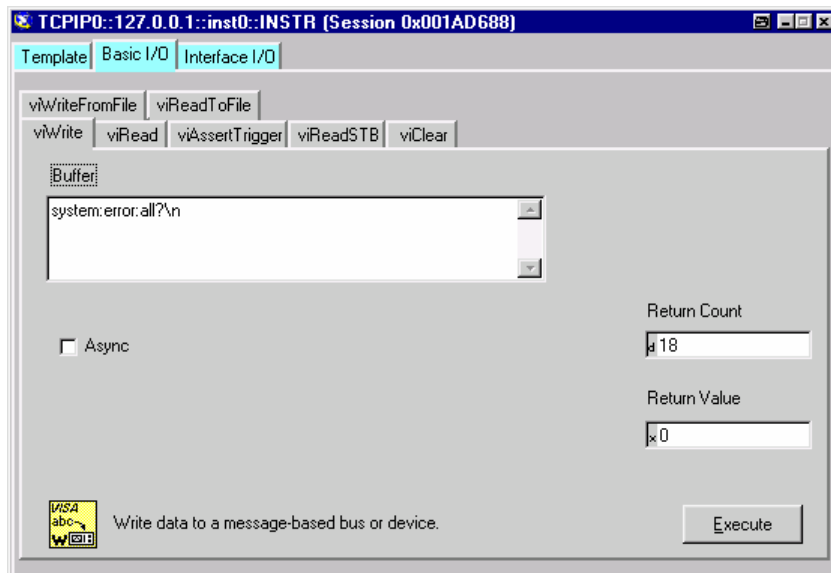 TCPIP0::127.0.0.1::inst0::INSTR (Session 0x001AD688)
Template Basic I/O Interface I/O
viWriteFromFile viReadToFile
viWrite viRead viAssertTrigger viReadSTB viClear
Buffer
system:error:all?\n
Return Count
Async
d 18
Return Value
x 0
VISA
abc
W
Write data to a message-based bus or device.
Execute